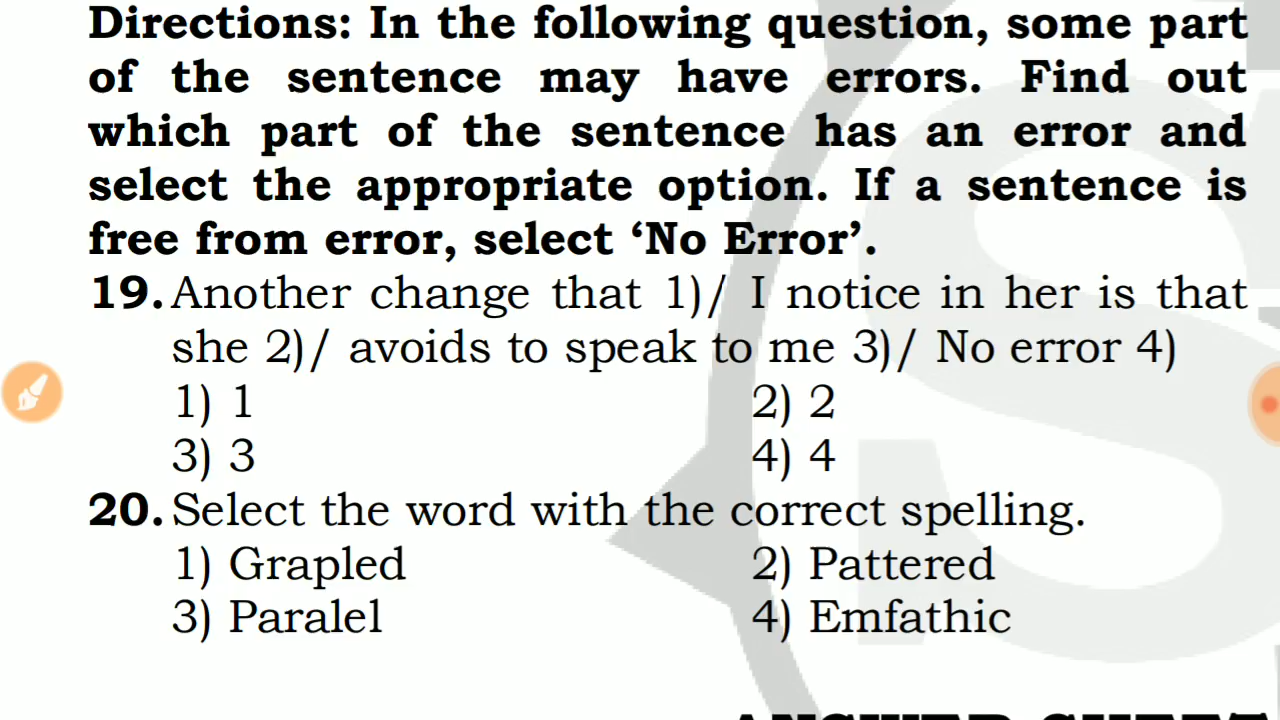 Directions: In the following question, some part
of the sentence may have errors. Find out
which part of the sentence has an error and
select the appropriate option. If a sentence is
free from error, select ‘No Error’.
19. Another change that 1)/ I notice in her is that
she 2)/ avoids to speak to me 3)/ No error 4)
1) 1 2) 2
3) 3 4) 4
20. Select the word with the correct spelling.
1) Grapled 2) Pattered
3) Paralel 4) Emfathic